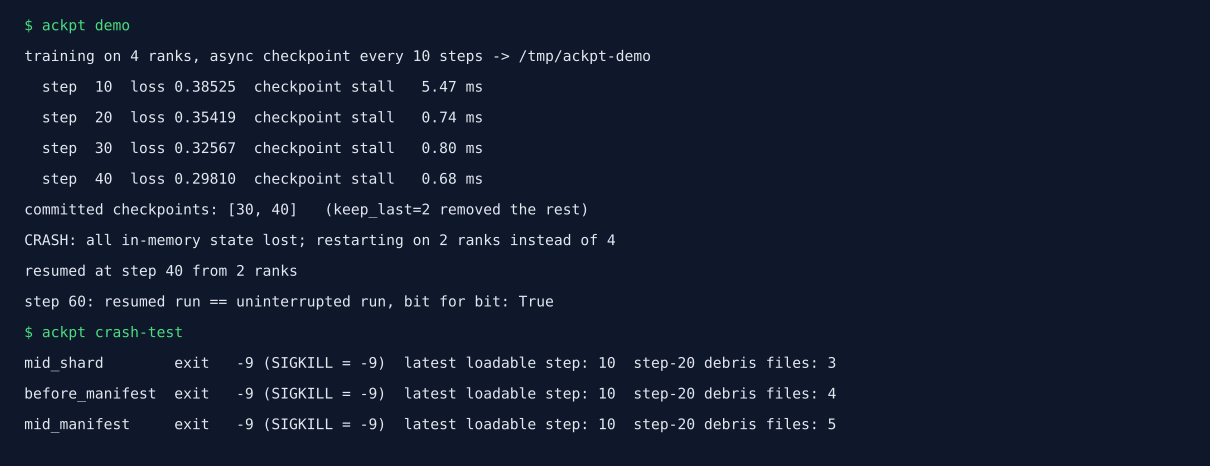 $ ackpt demo
training on 4 ranks, async checkpoint every 10 steps -> /tmp/ackpt-demo
  step  10  loss 0.38525  checkpoint stall   5.47 ms
  step  20  loss 0.35419  checkpoint stall   0.74 ms
  step  30  loss 0.32567  checkpoint stall   0.80 ms
  step  40  loss 0.29810  checkpoint stall   0.68 ms
committed checkpoints: [30, 40]   (keep_last=2 removed the rest)
CRASH: all in-memory state lost; restarting on 2 ranks instead of 4
resumed at step 40 from 2 ranks
step 60: resumed run == uninterrupted run, bit for bit: True
$ ackpt crash-test
mid_shard        exit   -9 (SIGKILL = -9)  latest loadable step: 10  step-20 debris files: 3
before_manifest  exit   -9 (SIGKILL = -9)  latest loadable step: 10  step-20 debris files: 4
mid_manifest     exit   -9 (SIGKILL = -9)  latest loadable step: 10  step-20 debris files: 5